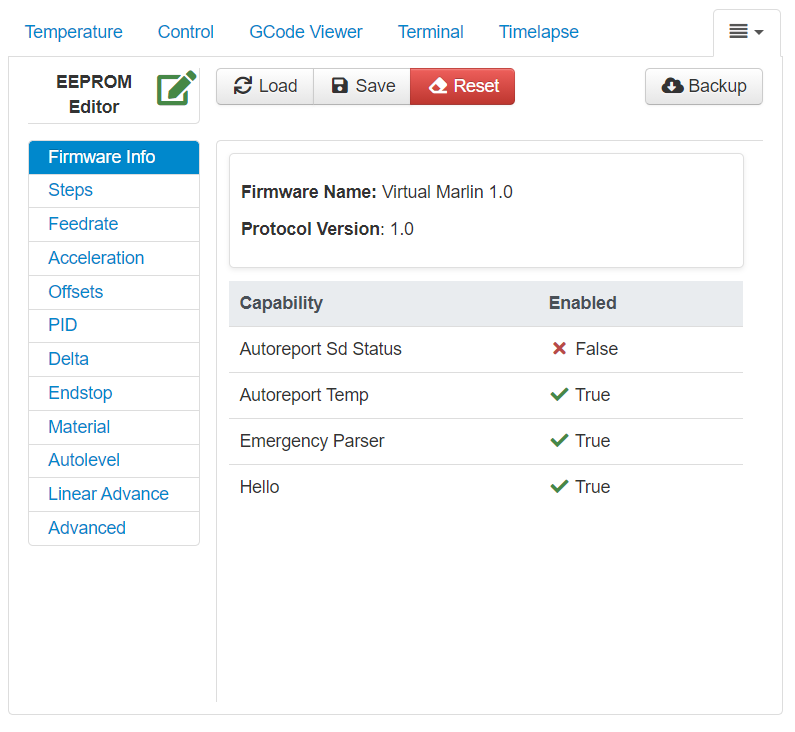 Temperature Control GCode Viewer Terminal Timelapse
EEPROM
Editor
Load Save Reset Backup
Firmware Info
Steps
Feedrate
Acceleration
Offsets
PID
Delta
Endstop
Material
Autolevel
Linear Advance
Advanced
Firmware Name: Virtual Marlin 1.0
Protocol Version: 1.0
Capability Enabled
Autoreport Sd Status False
Autoreport Temp True
Emergency Parser True
Hello True